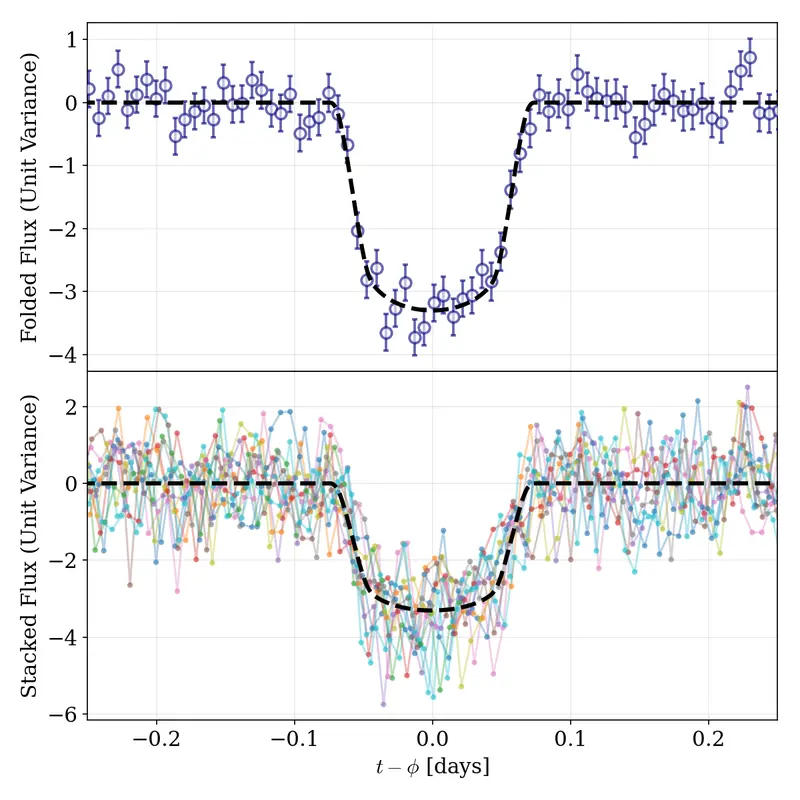 Folded Flux (Unit Variance)
1
0
−1
−2
−3
−4
Stacked Flux (Unit Variance)
2
0
−2
−4
−6
−0.2 −0.1 0.0 0.1 0.2
t − ϕ [days]